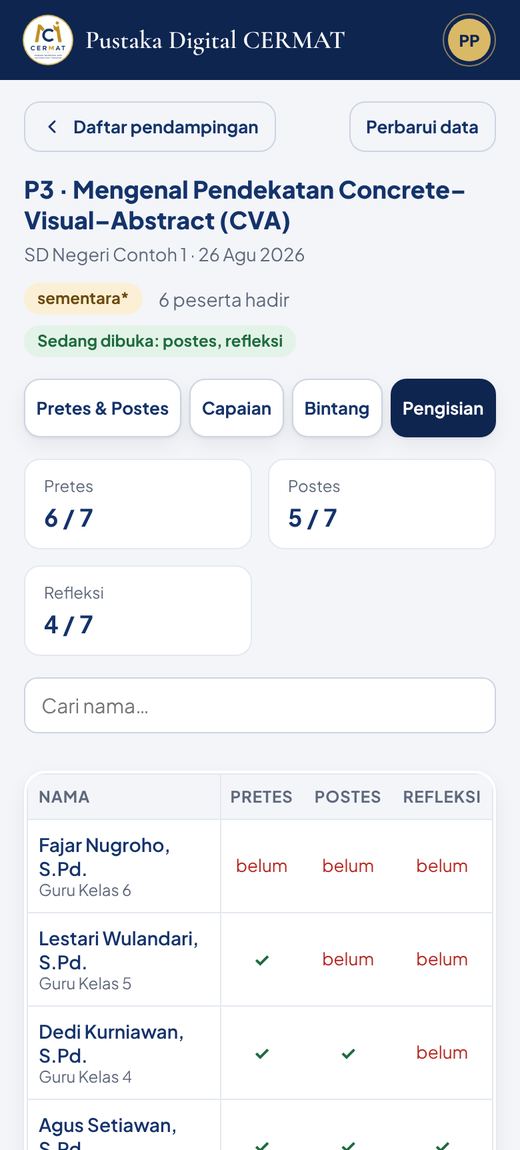 CERMAT
Pustaka Digital CERMAT
PP
Daftar pendampingan
Perbarui data
P3 · Mengenal Pendekatan Concrete–
Visual–Abstract (CVA)
SD Negeri Contoh 1 · 26 Agu 2026
sementara*
6 peserta hadir
Sedang dibuka: postes, refleksi
Pretes & Postes
Capaian
Bintang
Pengisian
Pretes
6 / 7
Postes
5 / 7
Refleksi
4 / 7
Cari nama...
NAMA PRETES POSTES REFLEKSI
Fajar Nugroho,
S.Pd.
Guru Kelas 6
belum belum belum
Lestari Wulandari,
S.Pd.
Guru Kelas 5
✓ belum belum
Dedi Kurniawan,
S.Pd.
Guru Kelas 4
✓ ✓ belum
Agus Setiawan,
S.Pd.
✓ ✓ ✓